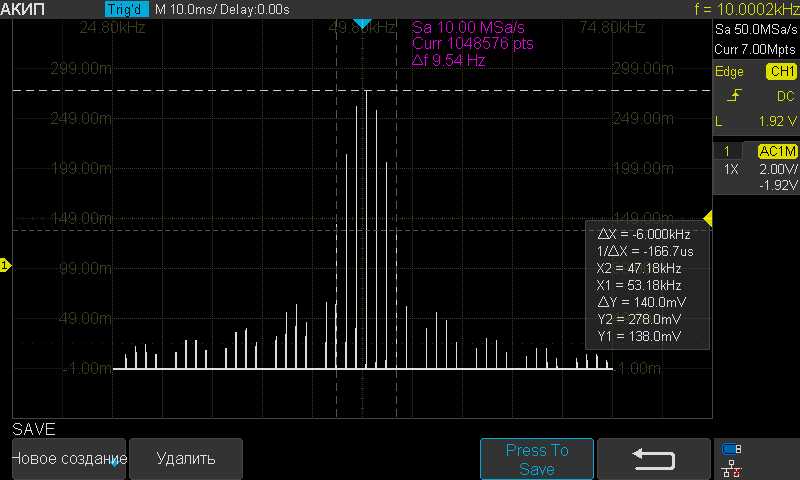 АКИП Trig'd M 10.0ms/ Delay:0.00s f = 10.0002kHz
24.80kHz 49.80kHz 74.80kHz
Sa 10.00 MSa/s
Curr 1048576 pts
Δf 9.54 Hz
Sa 50.0MSa/s
Curr 7.00Mpts
Edge CH1
DC
L 1.92 V
1 AC1M
1X 2.00V/
-1.92V
299.00m 299.00m
249.00m 249.00m
199.00m 199.00m
149.00m 149.00m
1
99.00m
49.00m
-1.00m -1.00m
ΔX = -6.000kHz
1/ΔX = -166.7us
X2 = 47.18kHz
X1 = 53.18kHz
ΔY = 140.0mV
Y2 = 278.0mV
Y1 = 138.0mV
SAVE
Новое создание Удалить Press To Save